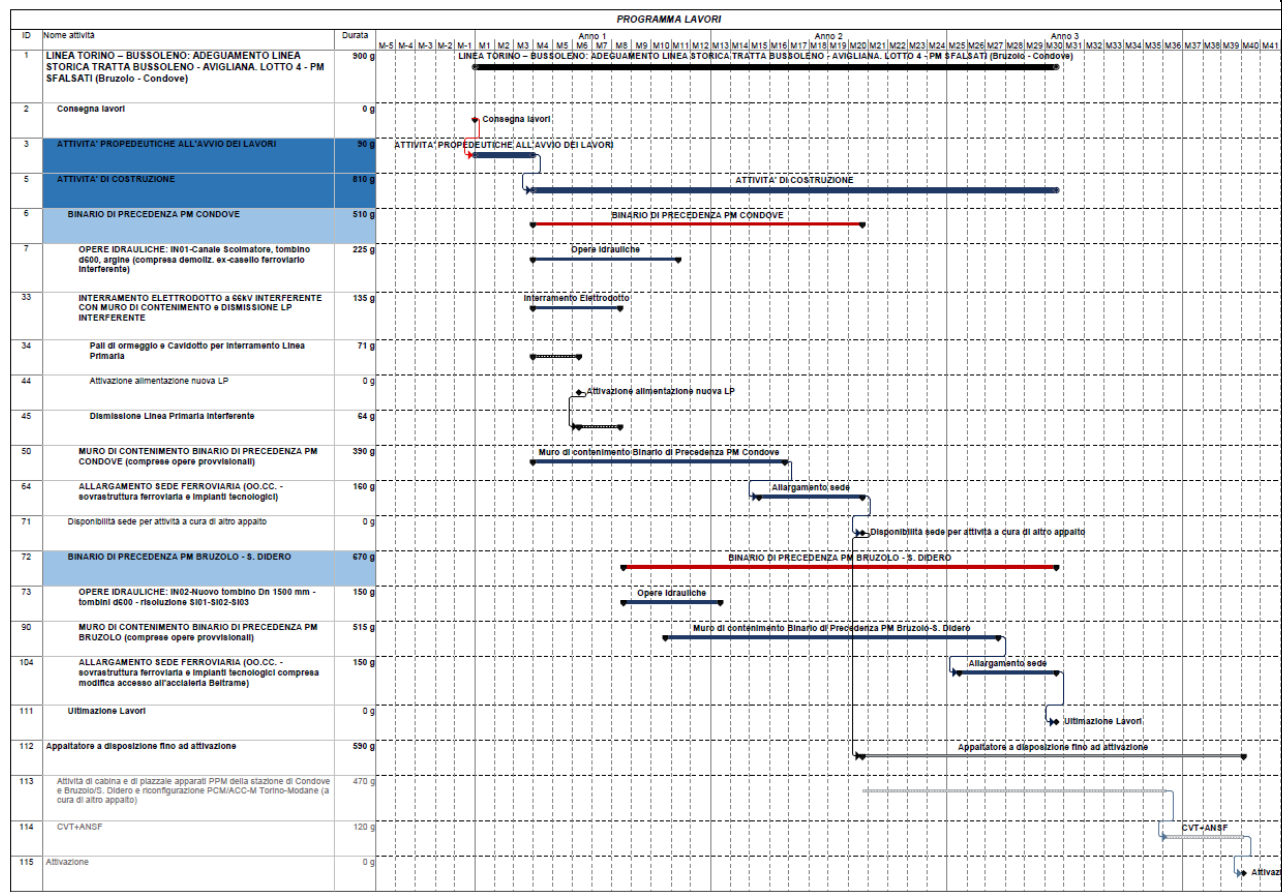 PROGRAMMA LAVORI
ID Nome attività Durata Anno 1 Anno 2 Anno 3
M-5 M-4 M-3 M-2 M-1 M1 M2 M3 M4 M5 M6 M7 M8 M9 M10 M11 M12 M13 M14 M15 M16 M17 M18 M19 M20 M21 M22 M23 M24 M25 M26 M27 M28 M29 M30 M31 M32 M33 M34 M35 M36 M37 M38 M39 M40 M41
1 LINEA TORINO – BUSSOLENO: ADEGUAMENTO LINEA 900 g LINEA TORINO – BUSSOLENO: ADEGUAMENTO LINEA STORICA TRATTA BUSSOLENO - AVIGLIANA. LOTTO 4 - PM SFALSATI (Bruzolo - Condove)
STORICA TRATTA BUSSOLENO - AVIGLIANA. LOTTO 4 - PM
SFALSATI (Bruzolo - Condove)
2 Consegna lavori 0 g Consegna lavori
3 ATTIVITA' PROPEDEUTICHE ALL'AVVIO DEI LAVORI 90 g ATTIVITA' PROPEDEUTICHE ALL'AVVIO DEI LAVORI
5 ATTIVITA' DI COSTRUZIONE 810 g ATTIVITA' DI COSTRUZIONE
6 BINARIO DI PRECEDENZA PM CONDOVE 510 g BINARIO DI PRECEDENZA PM CONDOVE
7 OPERE IDRAULICHE: IN01-Canale Scolmatore, tombino 225 g Opere Idrauliche
d600, argine (compresa demoliz. ex-casello ferroviario
interferente)
33 INTERRAMENTO ELETTRODOTTO a 66kV INTERFERENTE 135 g Interramento Elettrodotto
CON MURO DI CONTENIMENTO e DISMISSIONE LP
INTERFERENTE
34 Pali di ormeggio e Cavidotto per interramento Linea 71 g
Primaria
44 Attivazione alimentazione nuova LP 0 g Attivazione alimentazione nuova LP
45 Dismissione Linea Primaria interferente 64 g
50 MURO DI CONTENIMENTO BINARIO DI PRECEDENZA PM 390 g Muro di contenimento Binario di Precedenza PM Condove
CONDOVE (comprese opere provvisionali)
64 ALLARGAMENTO SEDE FERROVIARIA (OO.CC. - 160 g Allargamento sede
sovrastruttura ferroviaria e impianti tecnologici)
71 Disponibilità sede per attività a cura di altro appalto 0 g Disponibilità sede per attività a cura di altro appalto
72 BINARIO DI PRECEDENZA PM BRUZOLO - S. DIDERO 670 g BINARIO DI PRECEDENZA PM BRUZOLO - S. DIDERO
73 OPERE IDRAULICHE: IN02-Nuovo tombino Dn 1500 mm - 150 g Opere idrauliche
tombini d600 - risoluzione SI01-SI02-SI03
90 MURO DI CONTENIMENTO BINARIO DI PRECEDENZA PM 515 g Muro di contenimento Binario di Precedenza PM Bruzolo-S. Didero
BRUZOLO (comprese opere provvisionali)
104 ALLARGAMENTO SEDE FERROVIARIA (OO.CC. - 150 g Allargamento sede
sovrastruttura ferroviaria e impianti tecnologici compresa
modifica accesso all'acciaieria Beltrame)
111 Ultimazione Lavori 0 g Ultimazione Lavori
112 Appaltatore a disposizione fino ad attivazione 590 g Appaltatore a disposizione fino ad attivazione
113 Attività di cabina e di piazzale apparati PPM della stazione di Condove 470 g
e Bruzolo/S. Didero e riconfigurazione PCM/ACC-M Torino-Modane (a
cura di altro appalto)
114 CVT+ANSF 120 g CVT+ANSF
115 Attivazione 0 g Attivaz